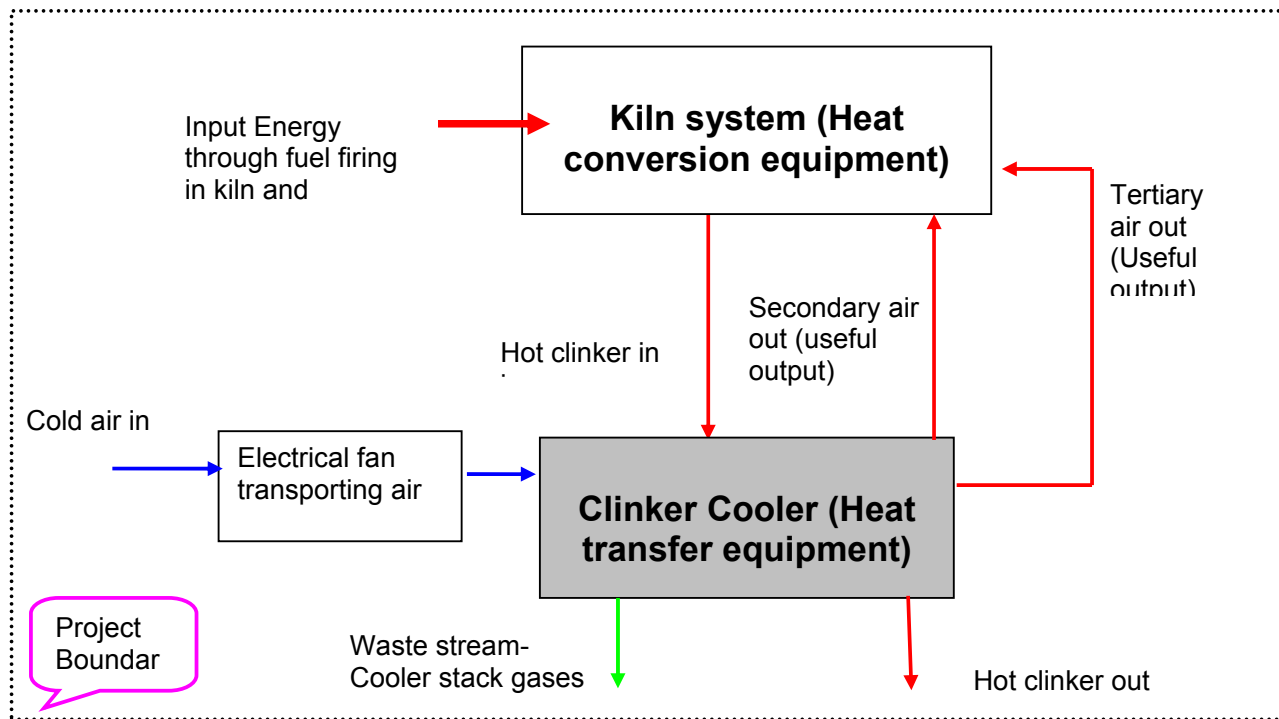 Kiln system (Heat
conversion equipment)
Input Energy
through fuel firing
in kiln and
Tertiary
air out
(Useful
output)
Secondary air
out (useful
output)
Hot clinker in
Cold air in
Electrical fan
transporting air
Clinker Cooler (Heat
transfer equipment)
Project
Boundar
Waste stream-
Cooler stack gases
Hot clinker out